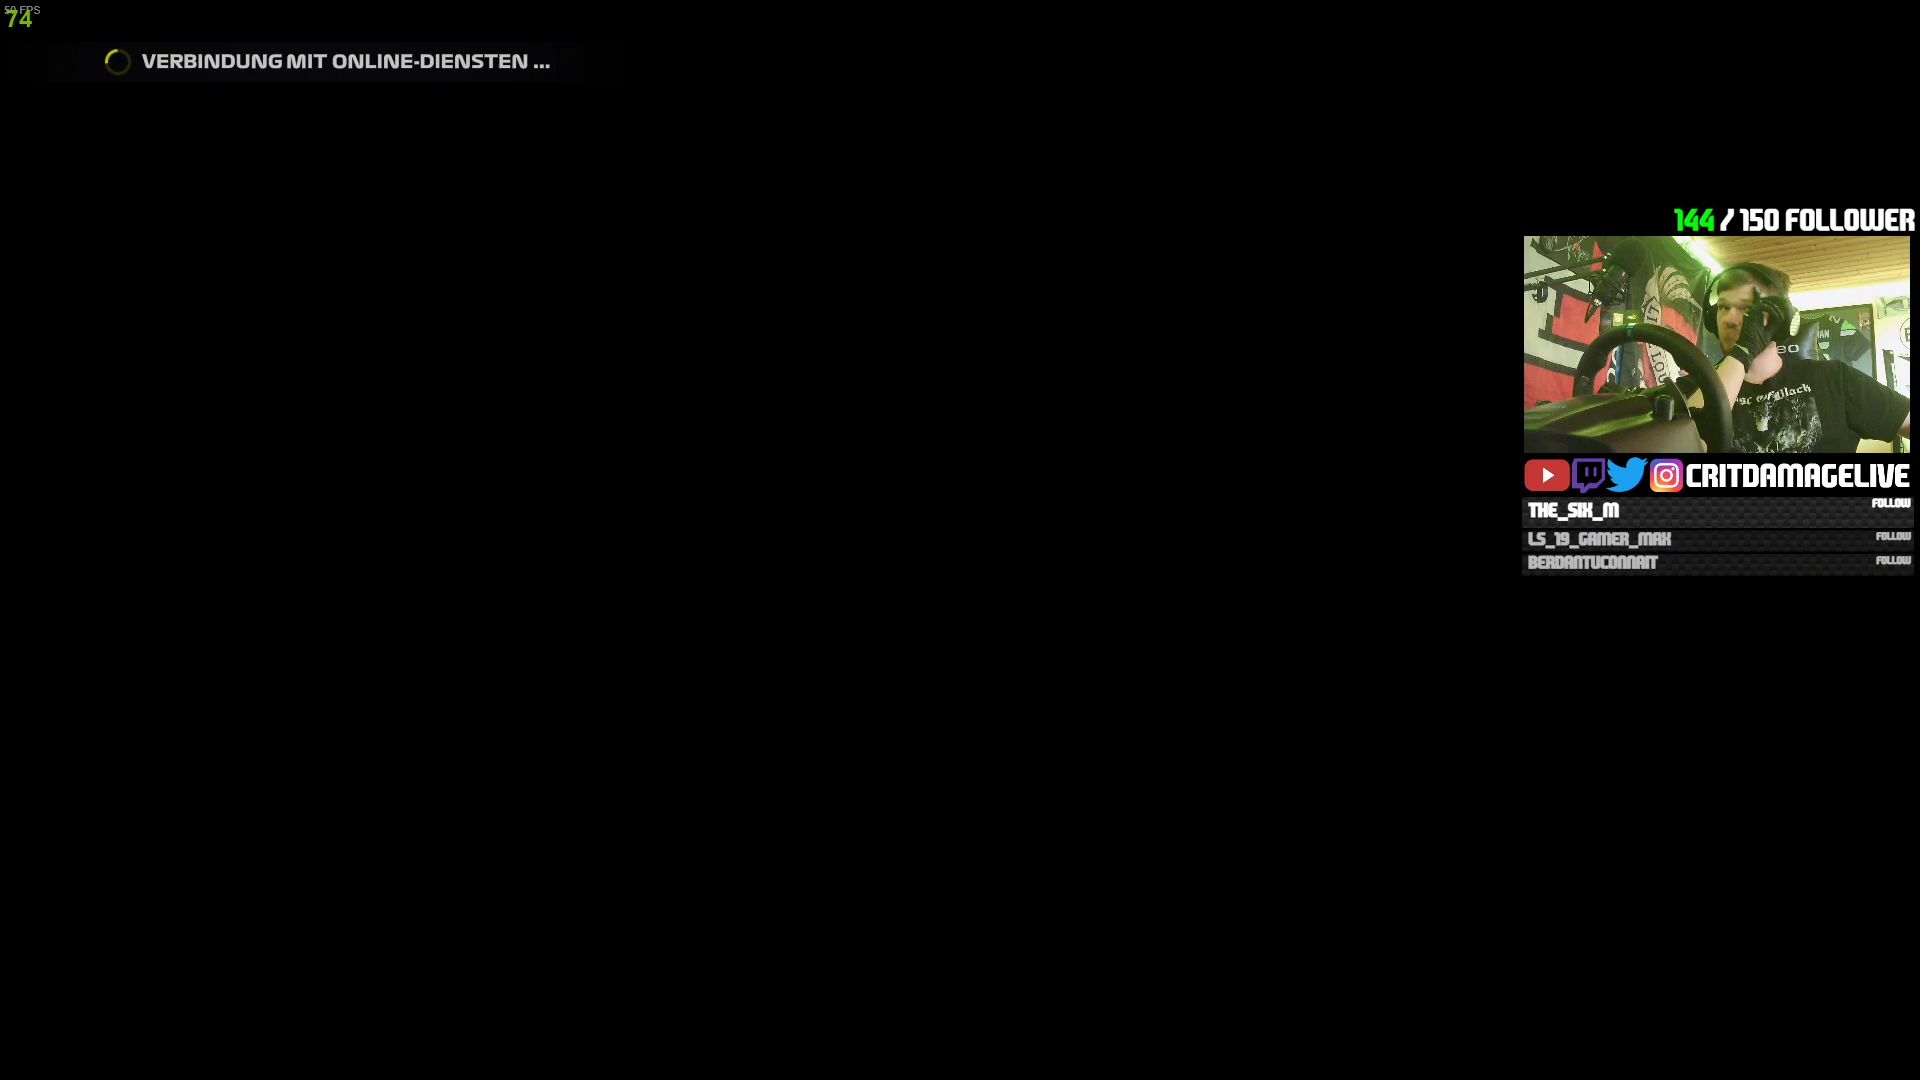 74
VERBINDUNG MIT ONLINE-DIENSTEN ...
144 / 150 FOLLOWER
CRITDAMAGELIVE
THE_SIX_M FOLLOW
LS_19_GAMER_MAX FOLLOW
BERDANTUCONNAIT FOLLOW